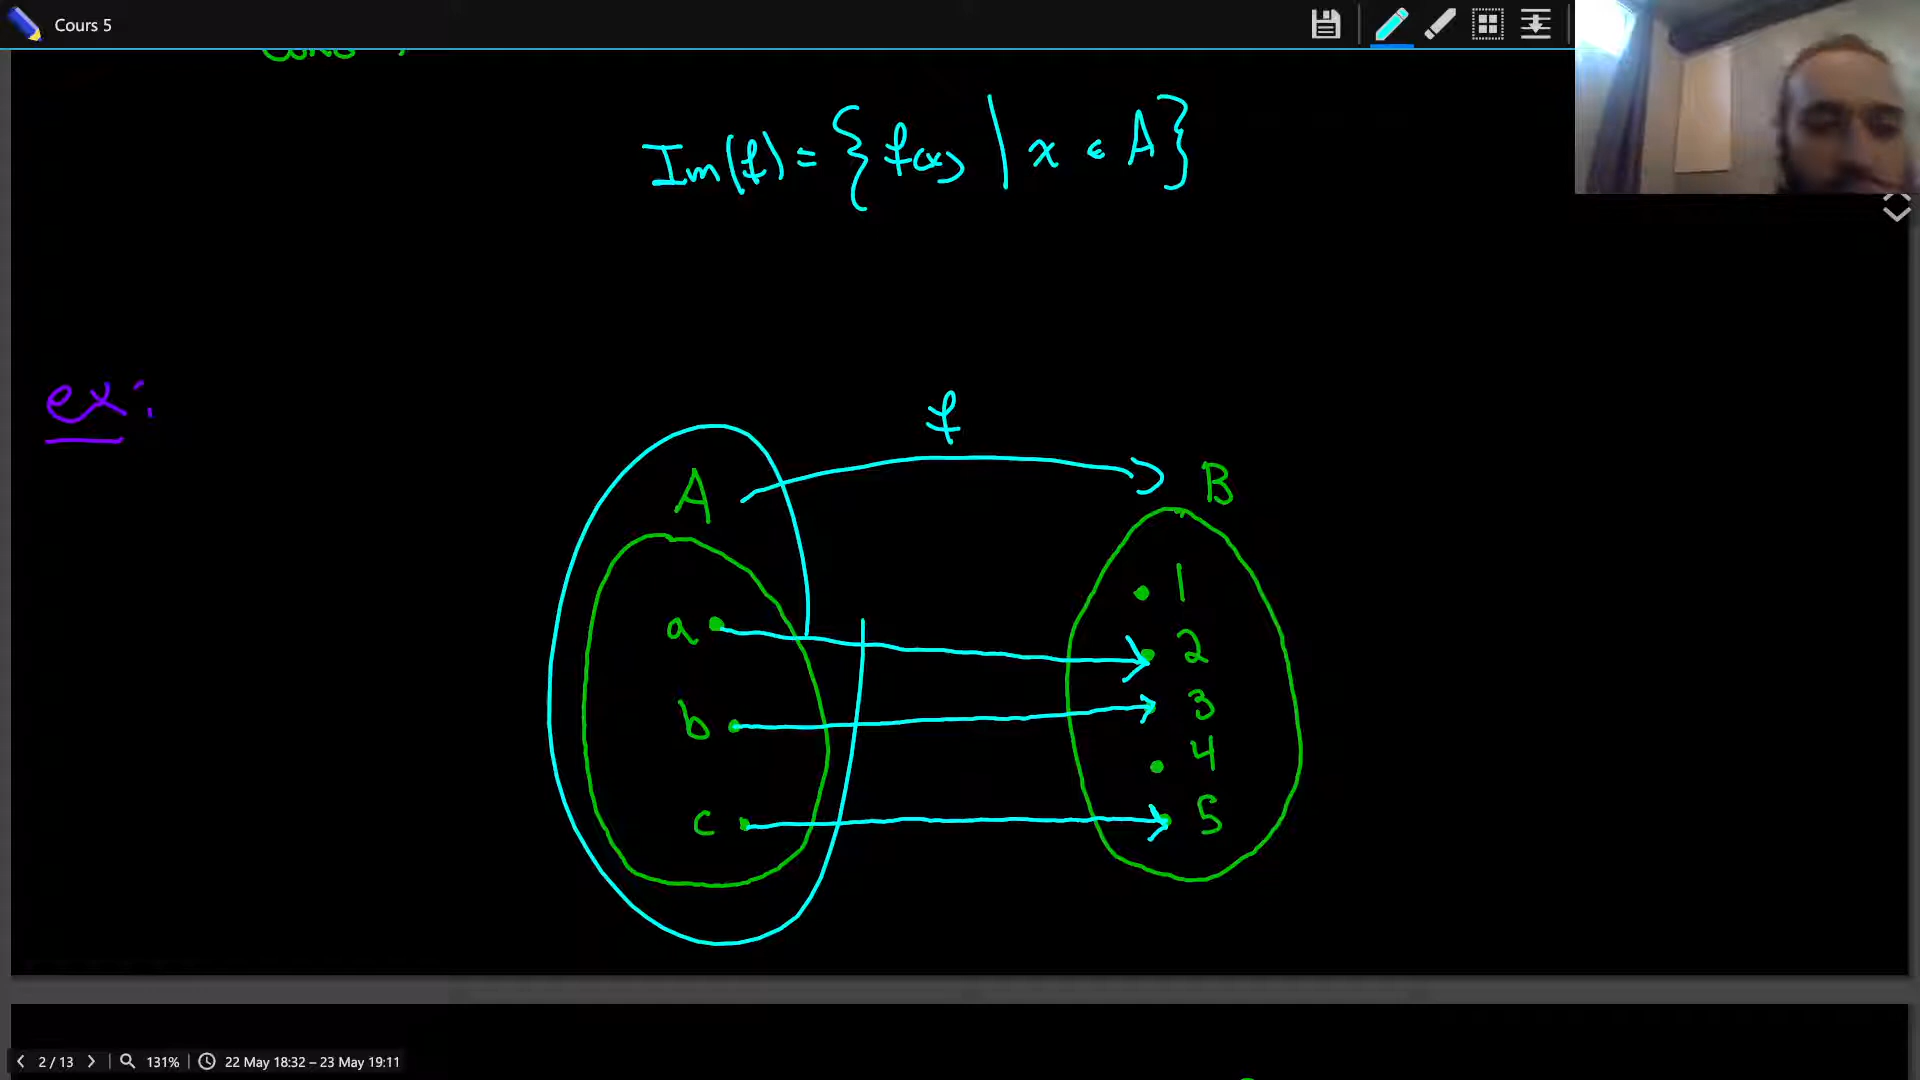 Cours 5
Im(f) = { f(x) | x ∈ A }
ex :
f
A
B
a
b
c
1
2
3
4
5
2 / 13
131%
22 May 18:32 – 23 May 19:11